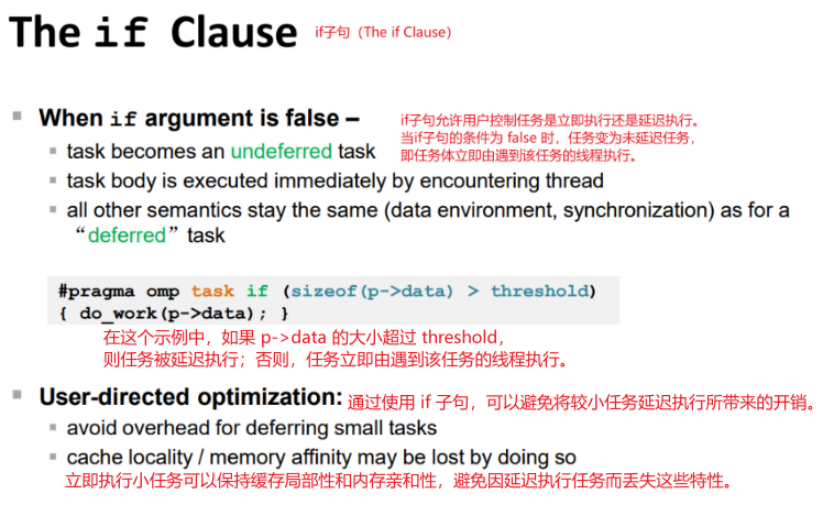 The if Clause if子句（The if Clause）
When if argument is false –
if子句允许用户控制任务是立即执行还是延迟执行。
当if子句的条件为 false 时，任务变为未延迟任务，
即任务体立即由遇到该任务的线程执行。
task becomes an undeferred task
task body is executed immediately by encountering thread
all other semantics stay the same (data environment, synchronization) as for a
“deferred” task
#pragma omp task if (sizeof(p->data) > threshold)
{ do_work(p->data); }
在这个示例中，如果 p->data 的大小超过 threshold，
则任务被延迟执行；否则，任务立即由遇到该任务的线程执行。
User-directed optimization: 通过使用 if 子句，可以避免将较小任务延迟执行所带来的开销。
avoid overhead for deferring small tasks
cache locality / memory affinity may be lost by doing so
立即执行小任务可以保持缓存局部性和内存亲和性，避免因延迟执行任务而丢失这些特性。